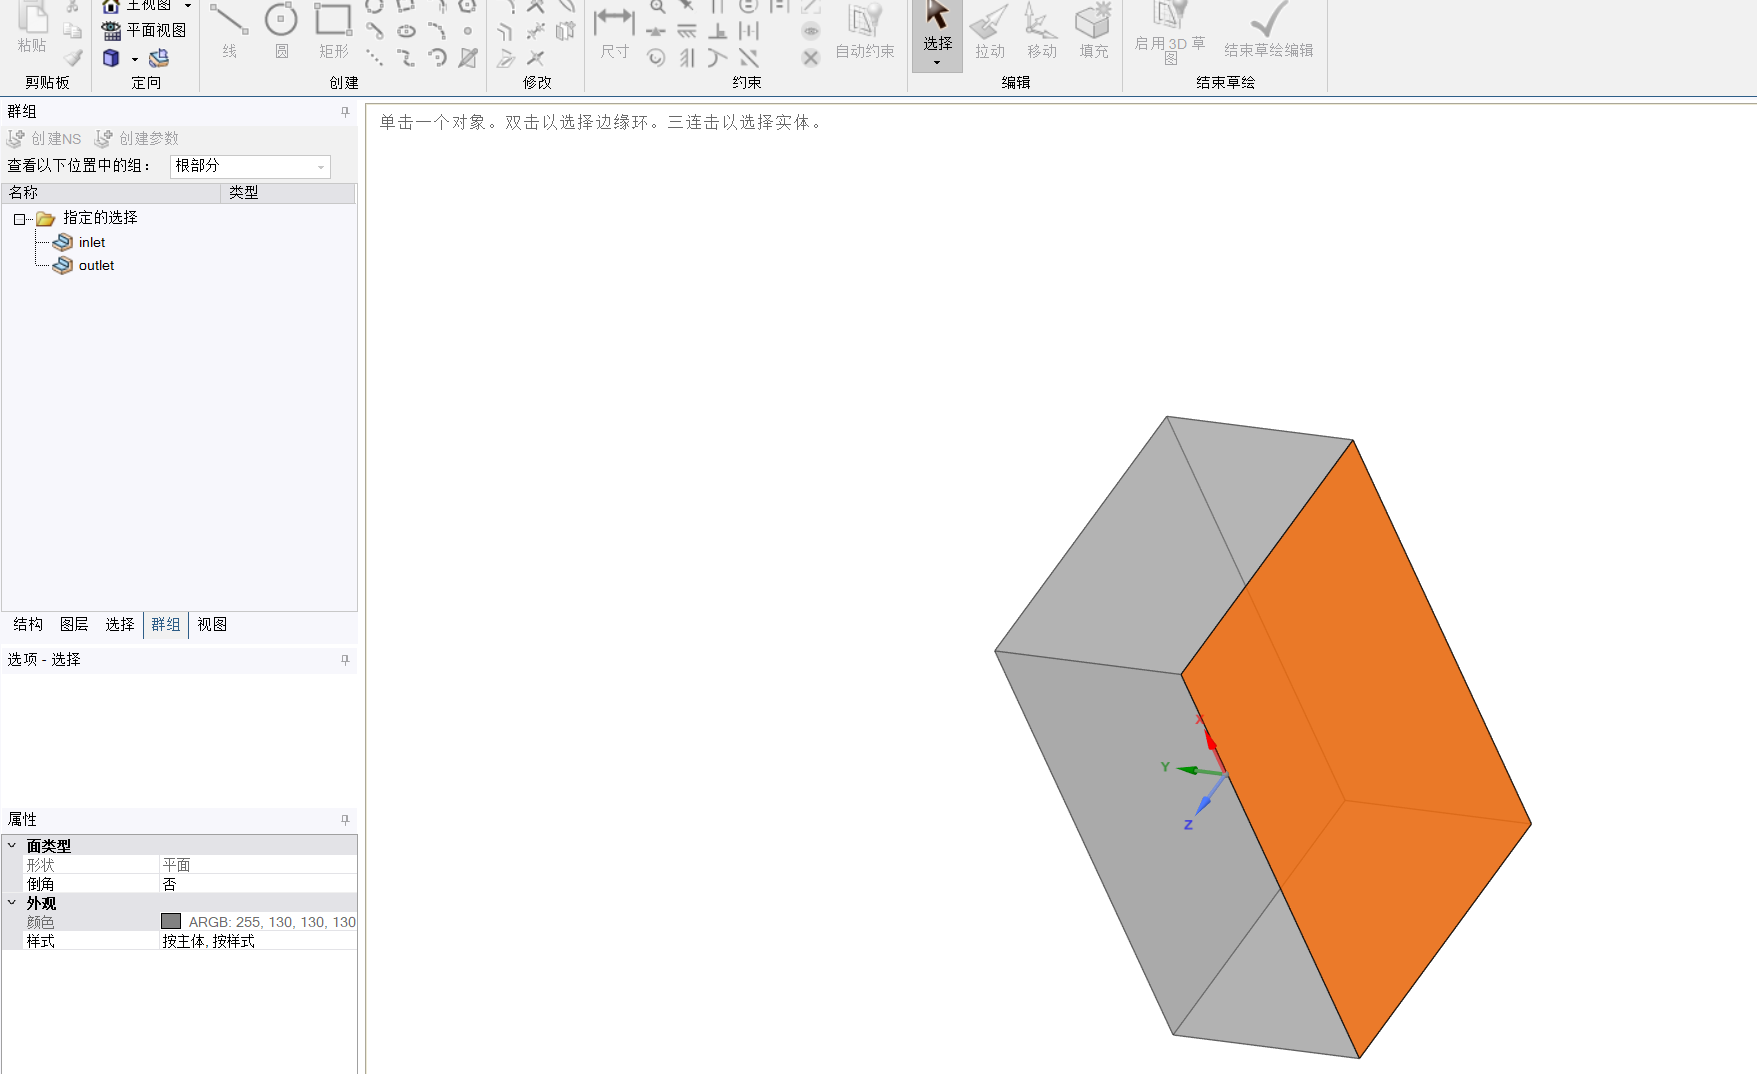 主视图
粘贴
平面视图
线
圆
矩形
尺寸
自动约束
选择
拉动
移动
填充
启用 3D 草图
结束草绘编辑
剪贴板
定向
创建
修改
约束
编辑
结束草绘
群组
创建NS 创建参数
查看以下位置中的组： 根部分
名称 类型
指定的选择
inlet
outlet
结构 图层 选择 群组 视图
选项 - 选择
属性
面类型
形状 平面
倒角 否
外观
颜色 ARGB: 255, 130, 130, 130
样式 按主体, 按样式
单击一个对象。双击以选择边缘环。三连击以选择实体。
X
Y
Z